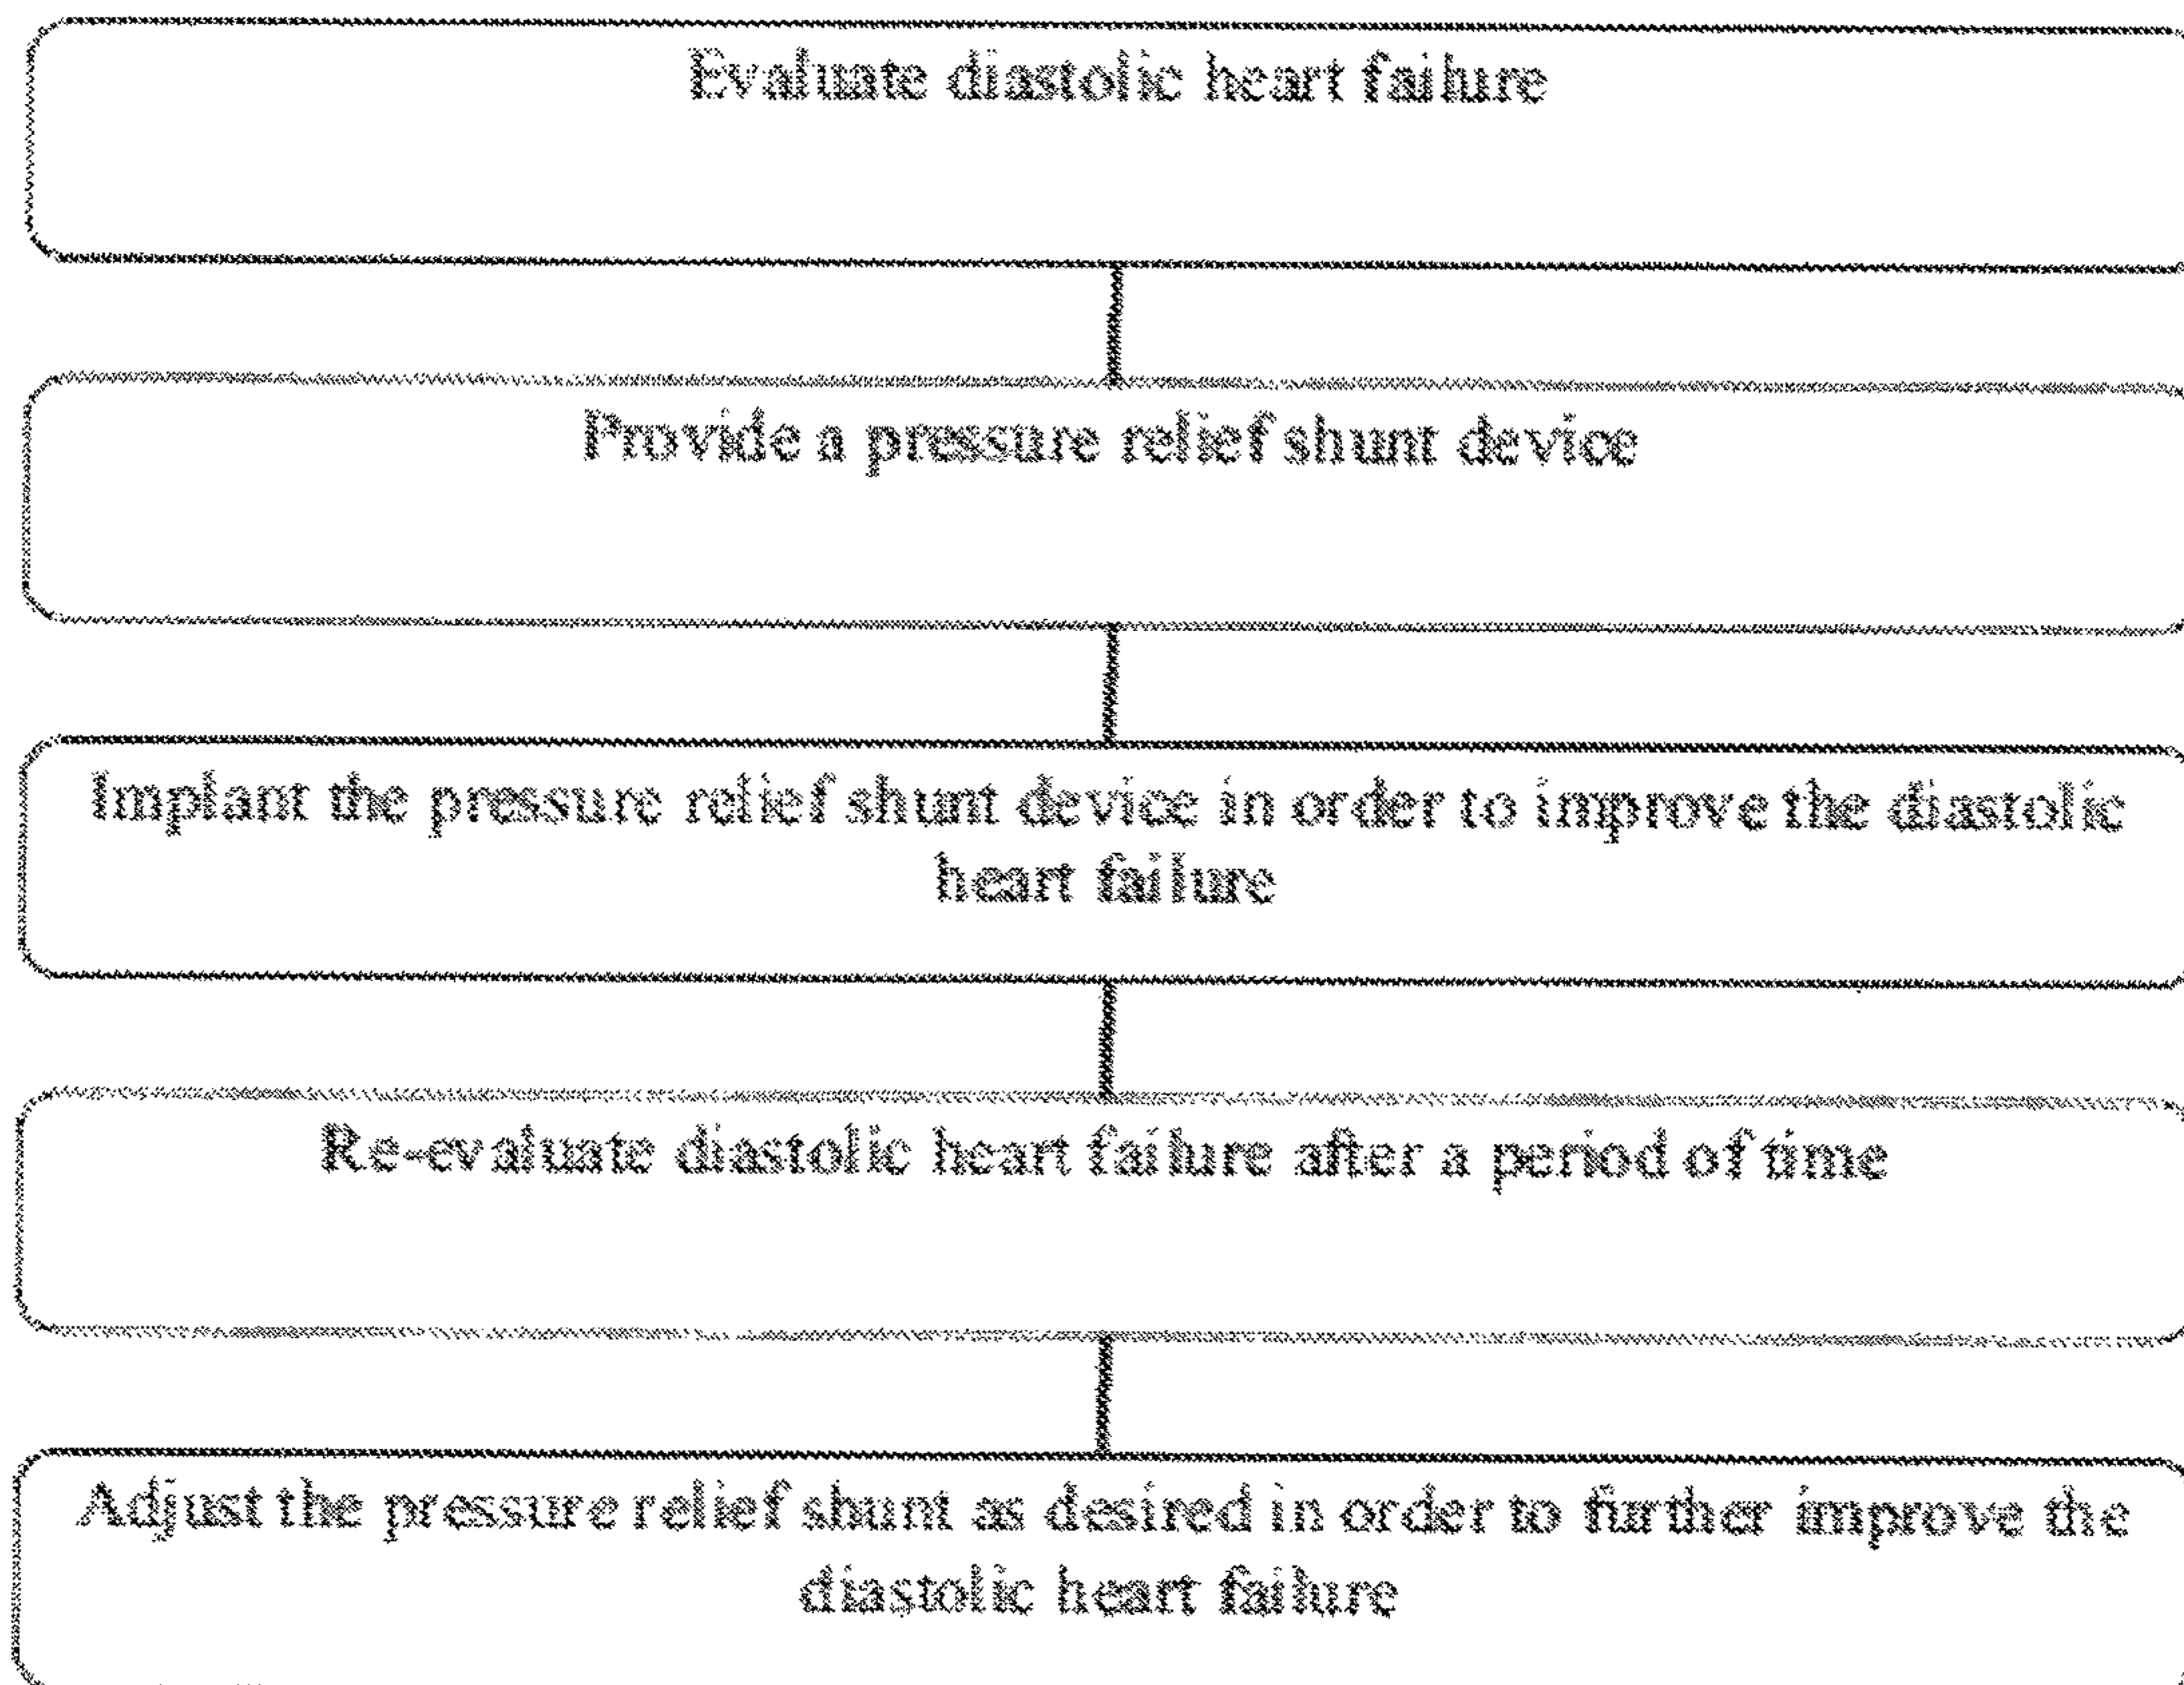 Evaluate diastolic heart failure
Provide a pressure relief shunt device
Implant the pressure relief shunt device in order to improve the diastolic
heart failure
Re-evaluate diastolic heart failure after a period of time
Adjust the pressure relief shunt as desired in order to further improve the
diastolic heart failure